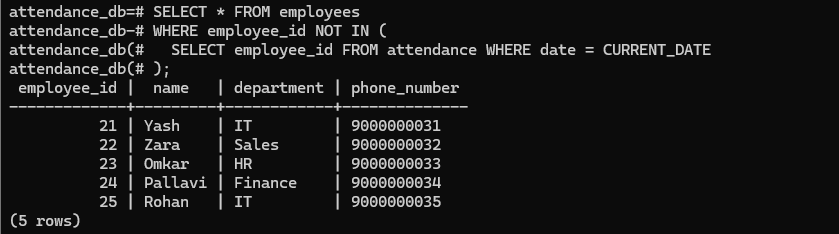 attendance_db=# SELECT * FROM employees
attendance_db-# WHERE employee_id NOT IN (
attendance_db(#   SELECT employee_id FROM attendance WHERE date = CURRENT_DATE
attendance_db(# );
 employee_id |  name   | department | phone_number
-------------+---------+------------+--------------
          21 | Yash    | IT         | 9000000031
          22 | Zara    | Sales      | 9000000032
          23 | Omkar   | HR         | 9000000033
          24 | Pallavi | Finance    | 9000000034
          25 | Rohan   | IT         | 9000000035
(5 rows)